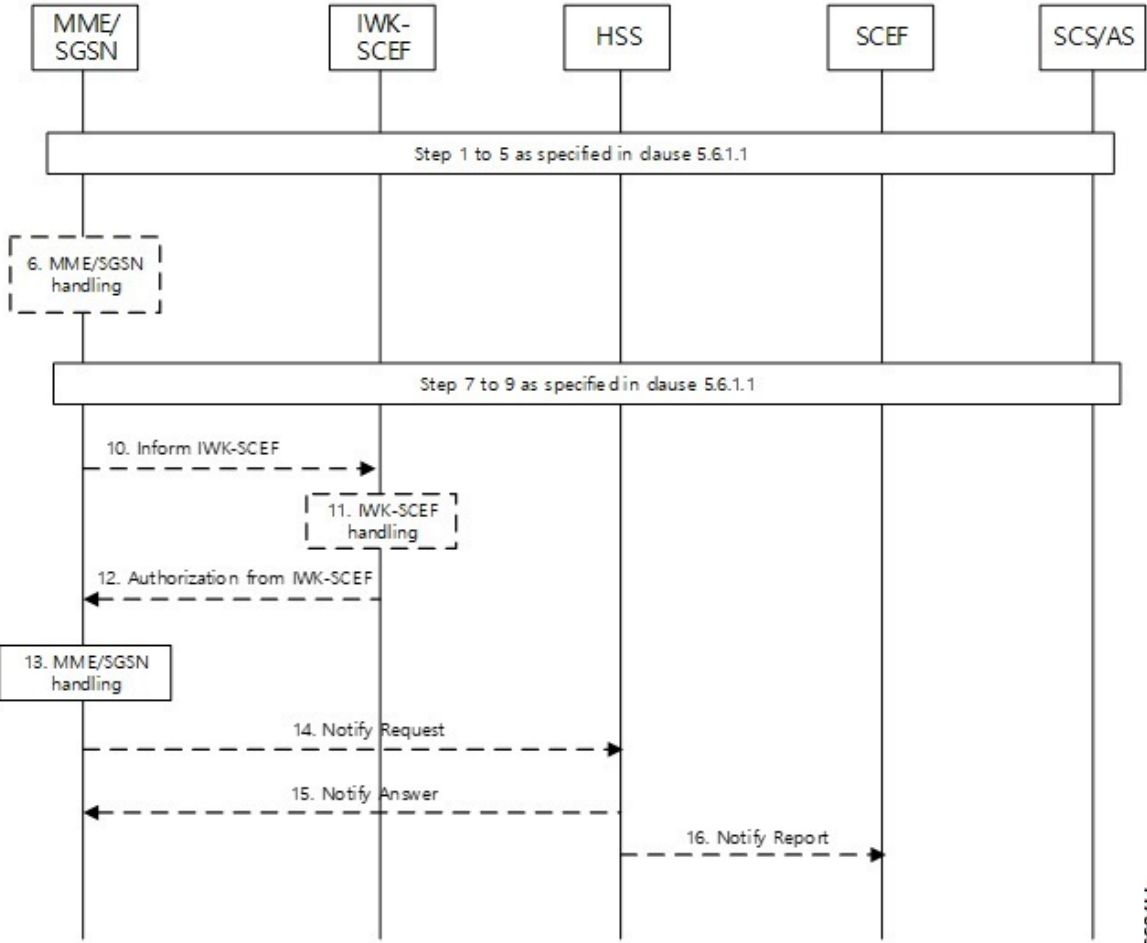 MME/
SGSN
IWK-
SCEF
HSS
SCEF
SCS/AS
Step 1 to 5 as specified in clause 5.6.1.1
6. MME/SGSN
handling
Step 7 to 9 as specified in clause 5.6.1.1
10. Inform IWK-SCEF
11. IWK-SCEF
handling
12. Authorization from IWK-SCEF
13. MME/SGSN
handling
14. Notify Request
15. Notify Answer
16. Notify Report